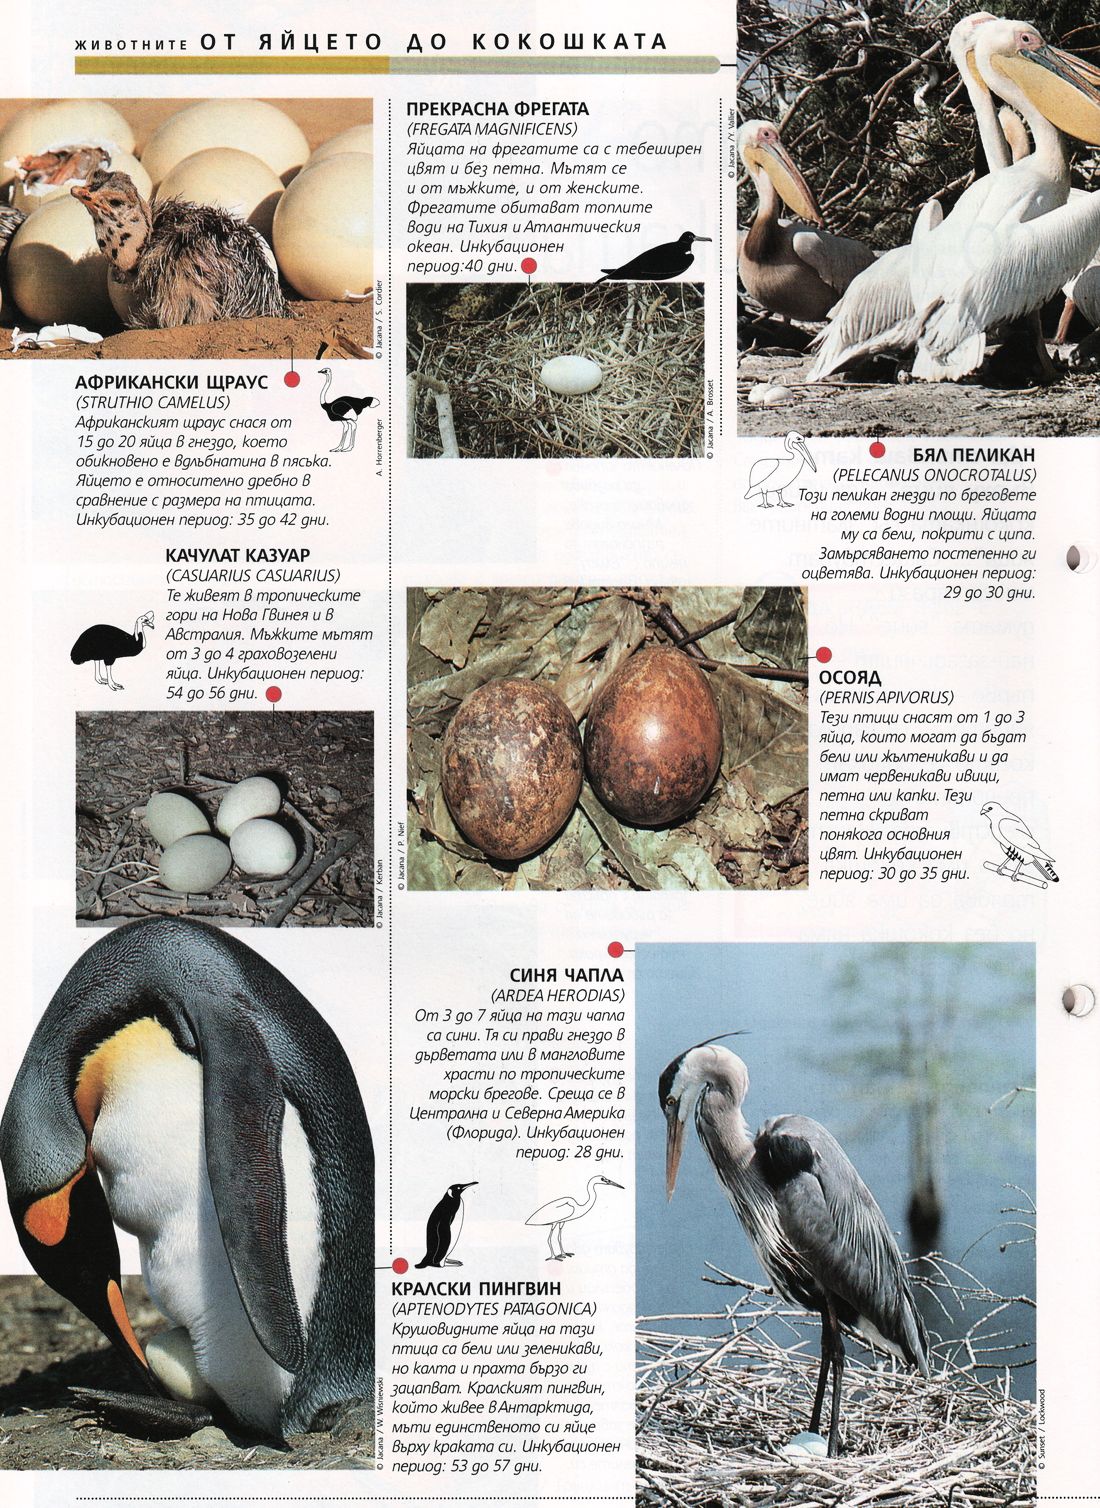 ЖИВОТНИТЕ ОТ ЯЙЦЕТО ДО КОКОШКАТА
© Jacana / S. Cordier
АФРИКАНСКИ ЩРАУС
(STRUTHIO CAMELUS)
Африканският щраус снася от
15 до 20 яйца в гнездо, което
обикновено е вдлъбнатина в пясъка.
Яйцето е относително дребно в
сравнение с размера на птицата.
Инкубационен период: 35 до 42 дни.
A. Horrenberger
КАЧУЛАТ КАЗУАР
(CASUARIUS CASUARIUS)
Те живеят в тропическите
гори на Нова Гвинея и в
Австралия. Мъжките мътят
от 3 до 4 граховозелени
яйца. Инкубационен период:
54 до 56 дни.
© Jacana / Kerban
ПРЕКРАСНА ФРЕГАТА
(FREGATA MAGNIFICENS)
Яйцата на фрегатите са с тебеширен
цвят и без петна. Мътят се
и от мъжките, и от женските.
Фрегатите обитават топлите
води на Тихия и Атлантическия
океан. Инкубационен
период:40 дни.
© Jacana / A. Brosset
© Jacana /Y. Vallier
БЯЛ ПЕЛИКАН
(PELECANUS ONOCROTALUS)
Този пеликан гнезди по бреговете
на големи водни площи. Яйцата
му са бели, покрити с ципа.
Замърсяването постепенно ги
оцветява. Инкубационен период:
29 до 30 дни.
© Jacana / P. Nief
ОСОЯД
(PERNIS APIVORUS)
Тези птици снасят от 1 до 3
яйца, които могат да бъдат
бели или жълтеникави и да
имат червеникави ивици,
петна или капки. Тези
петна скриват
понякога основния
цвят. Инкубационен
период: 30 до 35 дни.
СИНЯ ЧАПЛА
(ARDEA HERODIAS)
От 3 до 7 яйца на тази чапла
са сини. Тя си прави гнездо в
дърветата или в мангловите
храсти по тропическите
морски брегове. Среща се в
Централна и Северна Америка
(Флорида). Инкубационен
период: 28 дни.
© Sunset / Lockwood
КРАЛСКИ ПИНГВИН
(APTENODYTES PATAGONICA)
Крушовидните яйца на тази
птица са бели или зеленикави,
но калта и прахта бързо ги
зацапват. Кралският пингвин,
който живее в Антарктида,
мъти единственото си яйце
върху краката си. Инкубационен
период: 53 до 57 дни.
© Jacana / W. Wisniewski